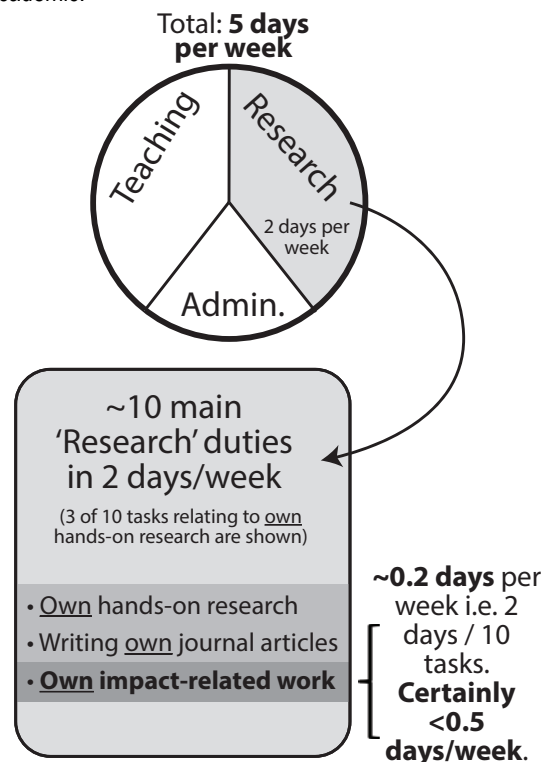 Total: 5 days
per week
Teaching
Research
2 days per
week
Admin.
~10 main
‘Research’ duties
in 2 days/week
(3 of 10 tasks relating to own
hands-on research are shown)
• Own hands-on research
• Writing own journal articles
• Own impact-related work
~0.2 days per
week i.e. 2
days / 10
tasks.
Certainly
<0.5
days/week.